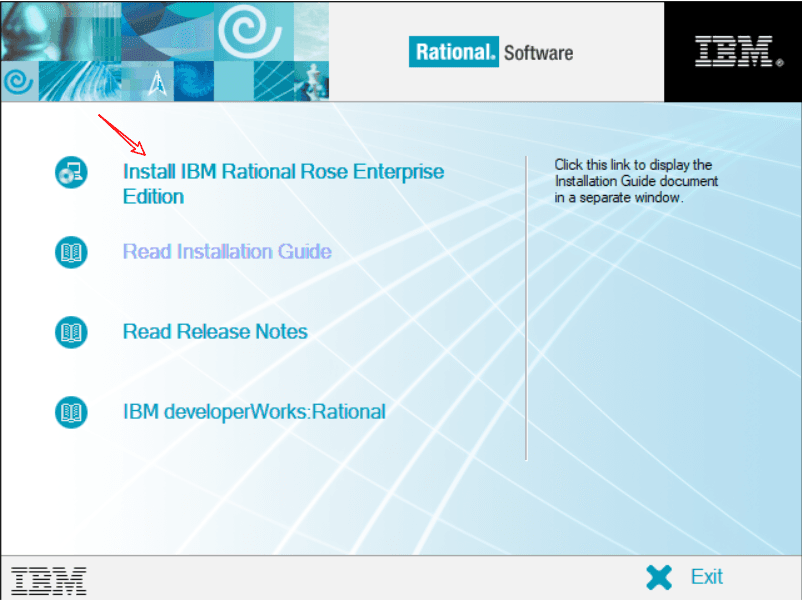 Rational. Software
IBM.
Install IBM Rational Rose Enterprise
Edition
Click this link to display the
Installation Guide document
in a separate window.
Read Installation Guide
Read Release Notes
IBM developerWorks:Rational
IBM
Exit